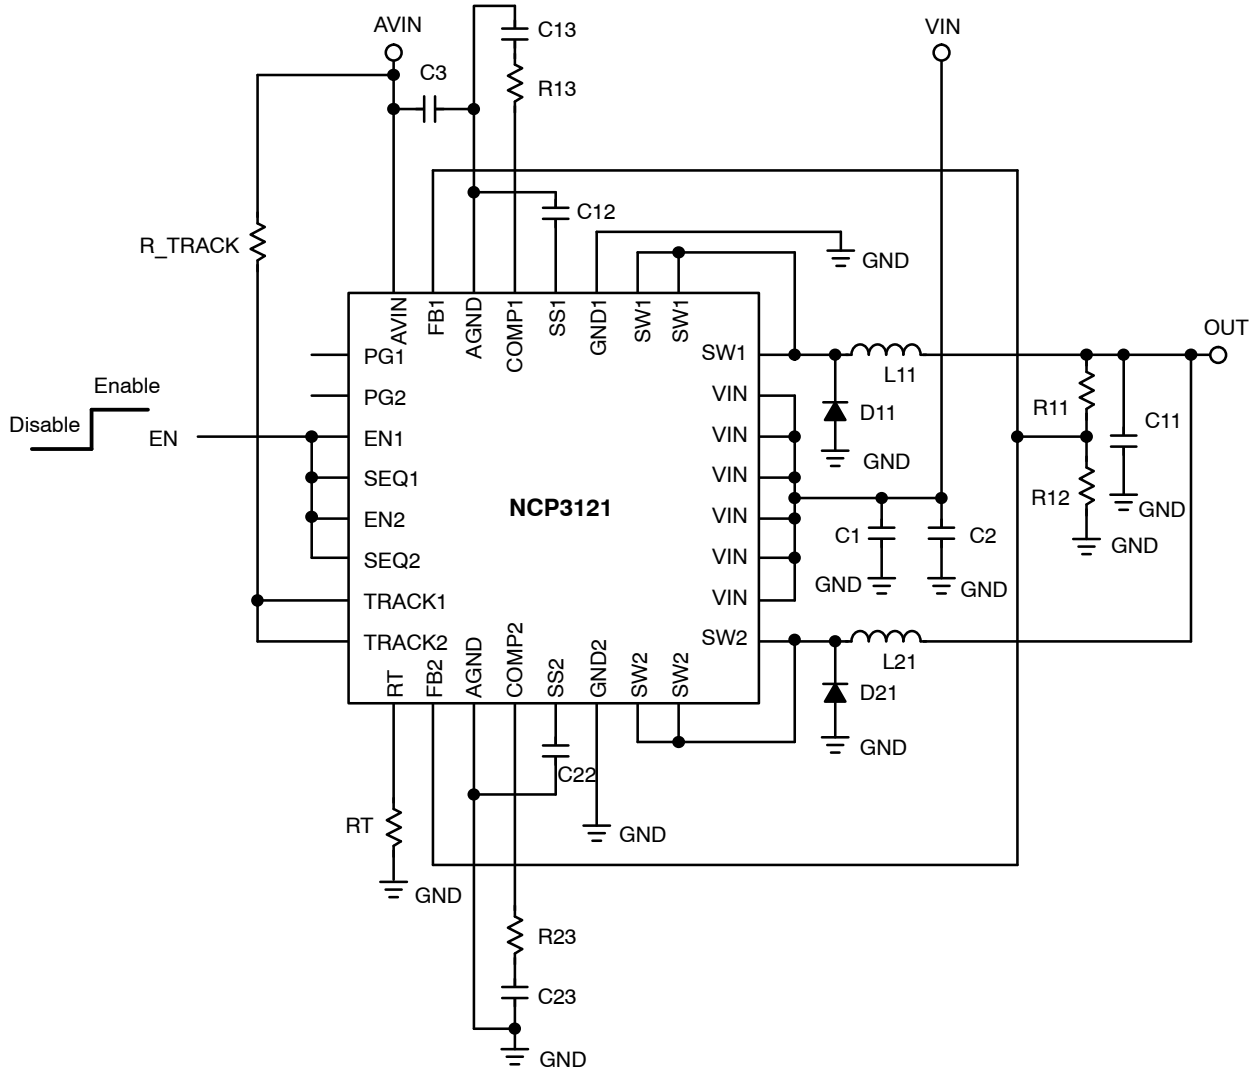 AVIN
C3
C13
R13
VIN
C12
R_TRACK
GND
AVIN
FB1
AGND
COMP1
SS1
GND1
SW1
SW1
OUT
PG1
SW1
L11
Enable
PG2
VIN
D11
R11
C11
Disable
EN
EN1
VIN
GND
SEQ1
VIN
R12
GND
NCP3121
EN2
VIN
C1
C2
GND
SEQ2
VIN
GND
GND
TRACK1
VIN
TRACK2
SW2
L21
RT
FB2
AGND
COMP2
SS2
GND2
SW2
SW2
D21
GND
C22
RT
GND
GND
R23
C23
GND